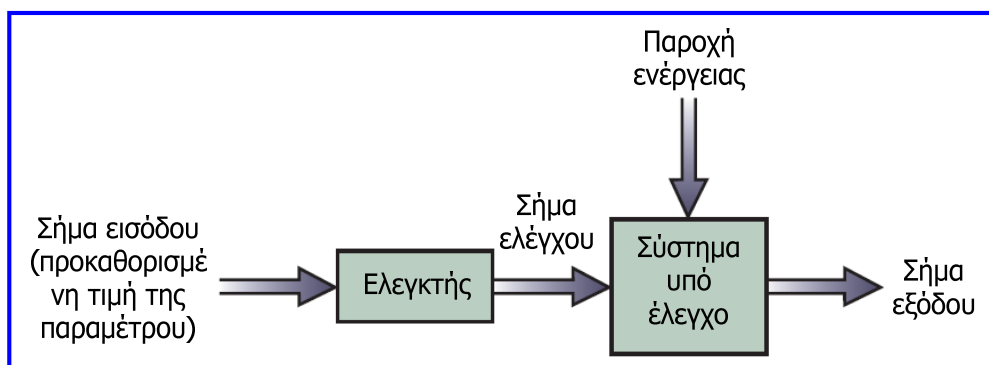 Παροχή
ενέργειας
Σήμα εισόδου
(προκαθορισμέ
νη τιμή της
παραμέτρου)
Ελεγκτής
Σήμα
ελέγχου
Σύστημα
υπό
έλεγχο
Σήμα
εξόδου